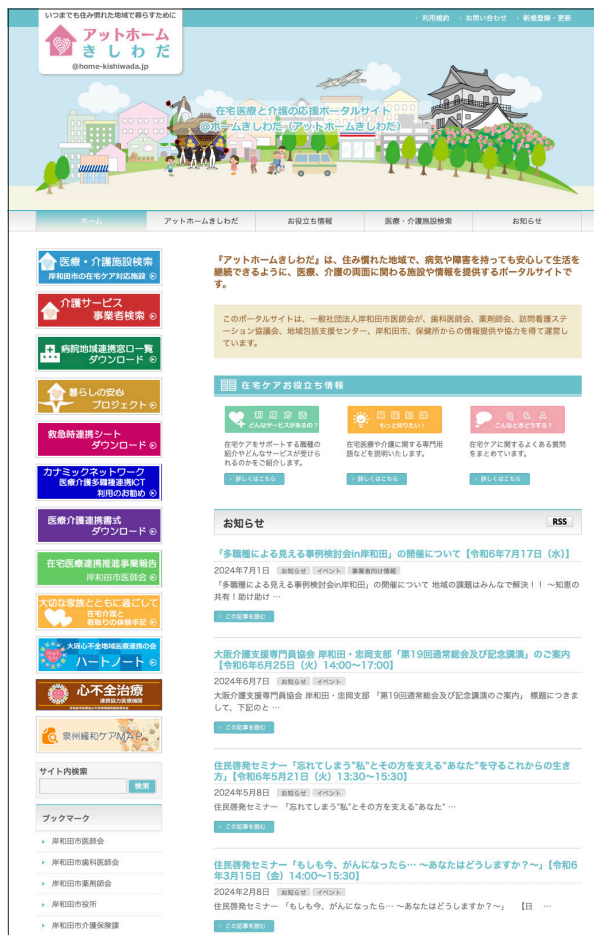 いつまでも住み慣れた地域で暮らすために
アットホーム
きしわだ
@home-kishiwada.jp
利用規約
お問い合わせ
新規登録・更新
在宅医療と介護の応援ポータルサイト
@ホームきしわだ（アットホームきしわだ）
ホーム
アットホームきしわだ
お役立ち情報
医療・介護施設検索
お知らせ
医療・介護施設検索
岸和田市の在宅ケア対応施設
介護サービス
事業者検索
病院地域連携窓口一覧
ダウンロード
暮らしの安心
プロジェクト
救急時連携シート
ダウンロード
カナミックネットワーク
医療介護多職種連携ICT
利用のお勧め
医療介護連携書式
ダウンロード
在宅医療連携推進事業報告
岸和田市医師会
大切な家族とともに過ごして
在宅介護と
看取りの体験手記
大阪心不全地域医療連携の会
ハートノート
心不全治療
連携協力医療機関
泉州緩和ケアMAP
サイト内検索
検索
ブックマーク
岸和田市医師会
岸和田市歯科医師会
岸和田市薬剤師会
岸和田市役所
岸和田市介護保険課
『アットホームきしわだ』は、住み慣れた地域で、病気や障害を持っても安心して生活を
継続できるように、医療、介護の両面に関わる施設や情報を提供するポータルサイトで
す。
このポータルサイトは、一般社団法人岸和田市医師会が、歯科医師会、薬剤師会、訪問看護ステ
ーション協議会、地域包括支援センター、岸和田市、保健所からの情報提供や協力を得て運営し
ています。
在宅ケアお役立ち情報
どんなサービスがあるの？
在宅ケアをサポートする職種の
紹介やどんなサービスが受けら
れるのかをご紹介します。
詳しくはこちら
もっと知りたい！
在宅医療や介護に関する専門用
語などを説明いたします。
詳しくはこちら
Q & A
こんなときどうする？
在宅ケアに関するよくある質問
をまとめています。
詳しくはこちら
お知らせ
RSS
「多職種による見える事例検討会in岸和田」の開催について【令和6年7月17日（水）】
2024年7月1日 お知らせ イベント 事業者向け情報
「多職種による見える事例検討会in岸和田」の開催について 地域の課題はみんなで解決！！ ～知恵の
共有！助け助け …
この記事を読む
大阪介護支援専門員協会 岸和田・忠岡支部「第19回通常総会及び記念講演」のご案内
【令和6年6月25日（火）14:00～17:00】
2024年6月7日 お知らせ イベント
大阪介護支援専門員協会 岸和田・忠岡支部 「第19回通常総会及び記念講演のご案内」 標題につきま
して、下記のと …
この記事を読む
住民啓発セミナー「忘れてしまう”私”とその方を支える”あなた”を守るこれからの生き
方」【令和6年5月21日（火）13:30～15:30】
2024年5月8日 お知らせ イベント
住民啓発セミナー 「忘れてしまう”私”とその方を支える”あなた” …
この記事を読む
住民啓発セミナー「もしも今、がんになったら… ～あなたはどうしますか？～」【令和6
年3月15日（金）14:00～15:30】
2024年2月8日 お知らせ イベント
住民啓発セミナー 「もしも今、がんになったら… ～あなたはどうしますか？～」 【日 …
この記事を読む